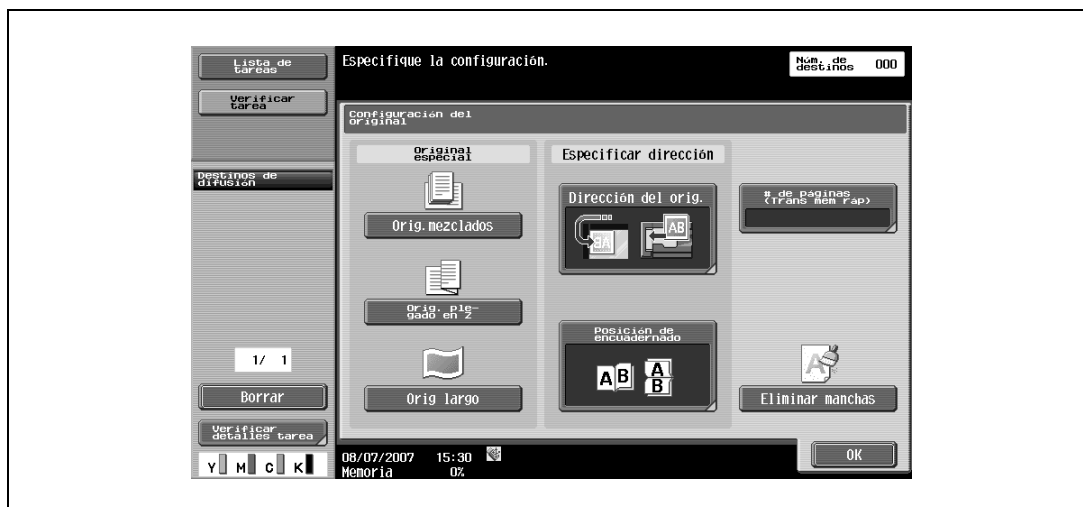 Lista de
tareas
Verificar
tarea
Destinos de
difusión
1/ 1
Borrar
Verificar
detalles tarea
Y M C K
Especifique la configuración.
Núm. de
destinos 000
Configuración del
original
Original
especial
Orig.mezclados
Orig. ple-
gado en Z
Orig largo
Especificar dirección
Dirección del orig.
AB
AB
Posición de
encuadernado
A B
A
B
# de páginas
(Trans mem rap)
A
Eliminar manchas
OK
08/07/2007 15:30
Memoria 0%